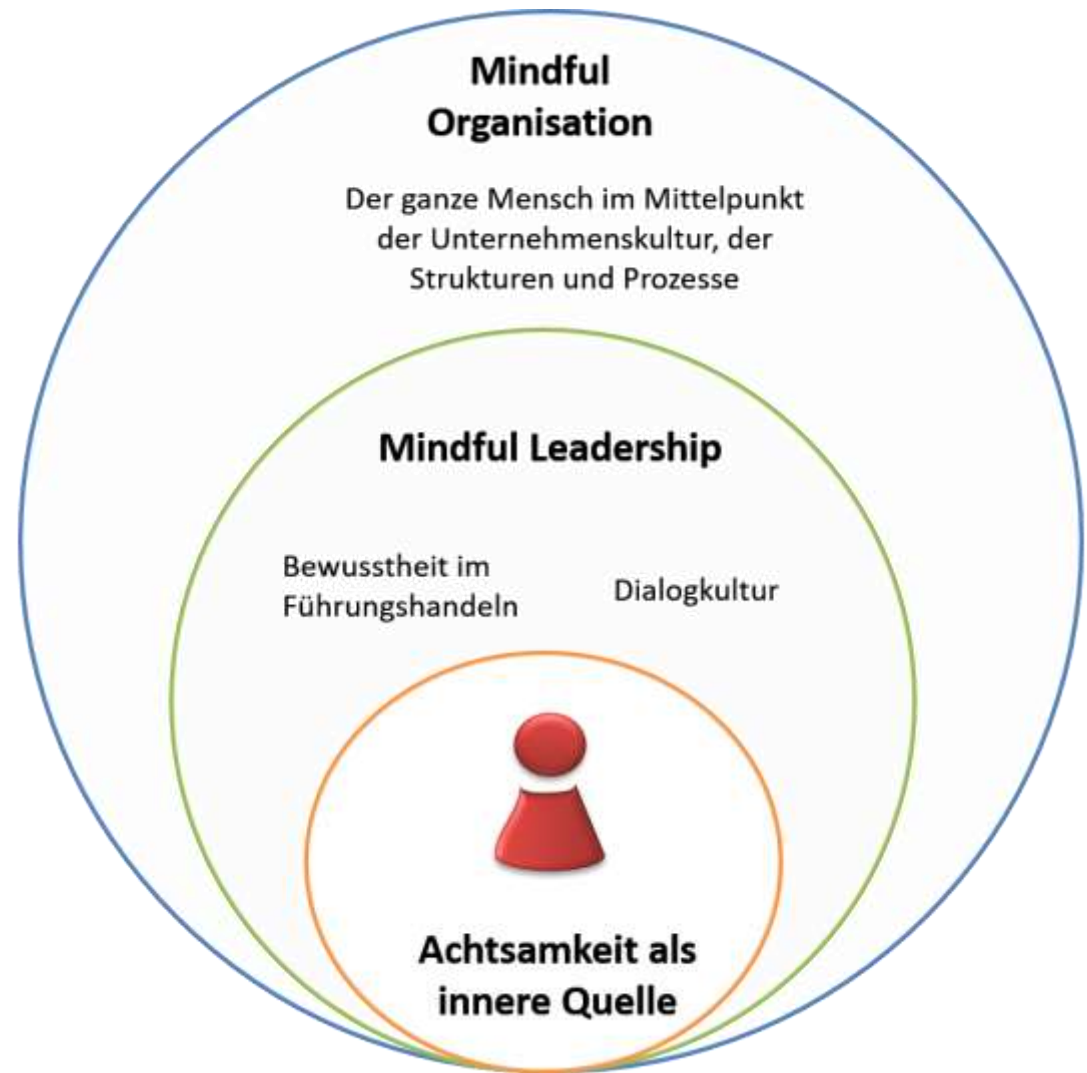 Mindful
Organisation
Der ganze Mensch im Mittelpunkt
der Unternehmenskultur, der
Strukturen und Prozesse
Mindful Leadership
Bewusstheit im
Führungshandeln
Dialogkultur
Achtsamkeit als
innere Quelle